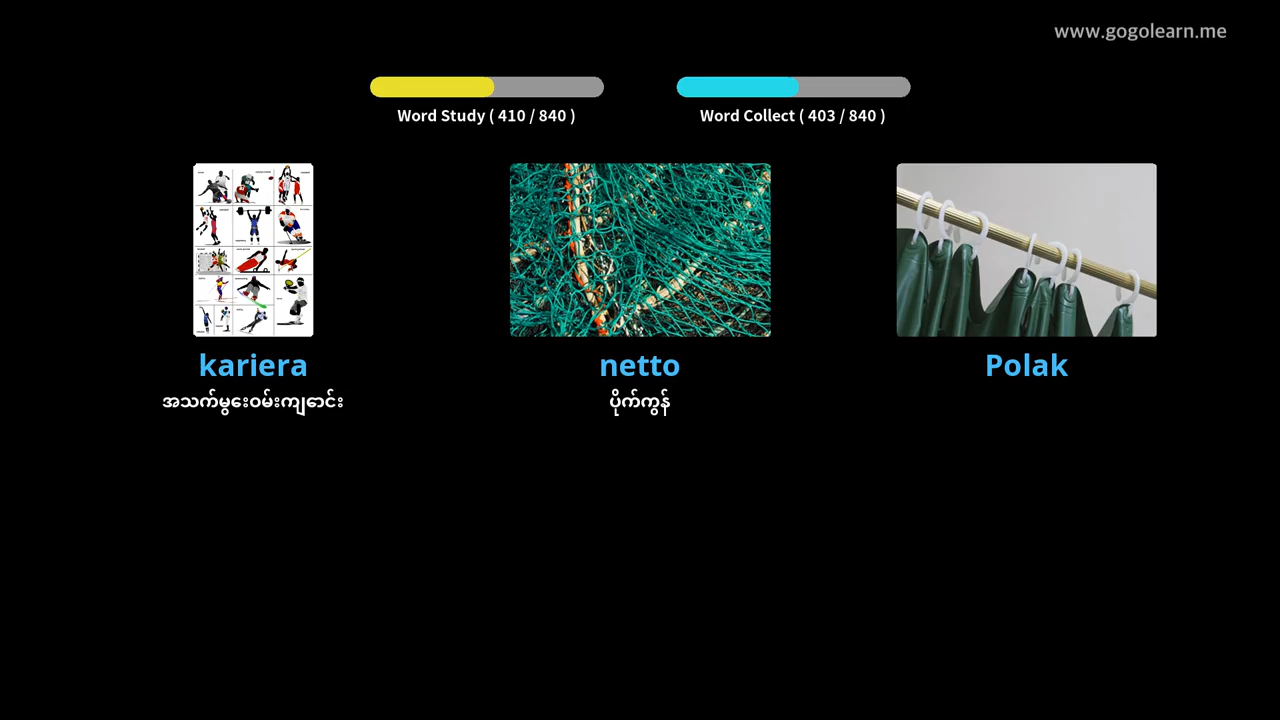 www.gogolearn.me
Word Study ( 410 / 840 )
Word Collect ( 403 / 840 )
kariera
netto
Polak
အသက်မွေးဝမ်းကျောင်း
ပိုက်ကွန်